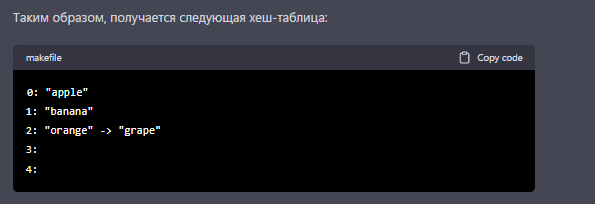 Таким образом, получается следующая хеш-таблица:
makefile Copy code
0: "apple"
1: "banana"
2: "orange" -> "grape"
3:
4: